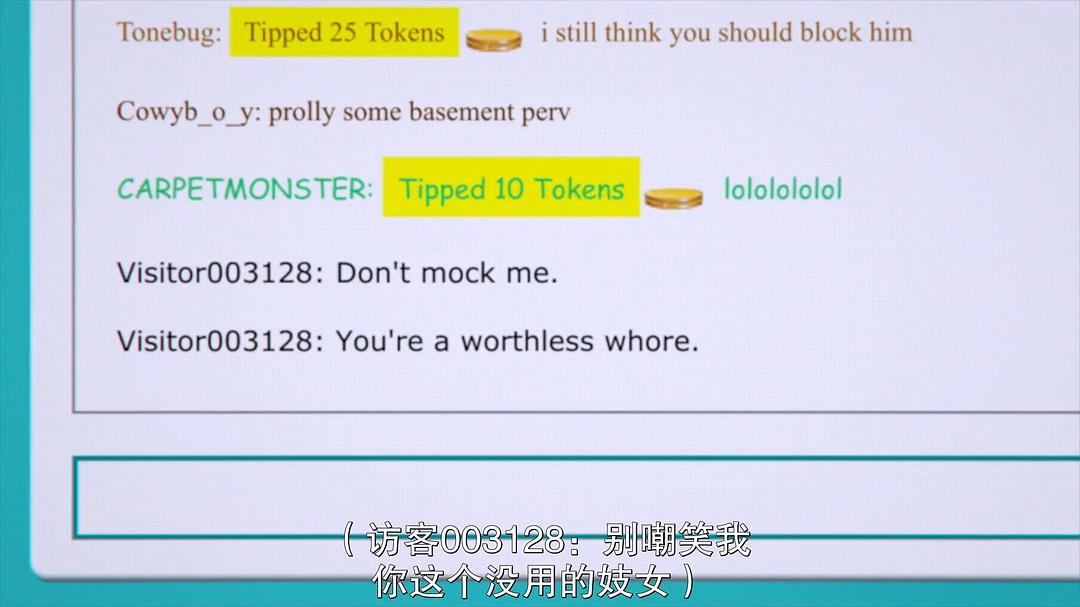 Tonebug: Tipped 25 Tokens i still think you should block him
Cowyb_o_y: prolly some basement perv
CARPETMONSTER: Tipped 10 Tokens lolololololol
Visitor003128: Don't mock me.
Visitor003128: You're a worthless whore.
(访客003128：别嘲笑我
你这个没用的妓女)